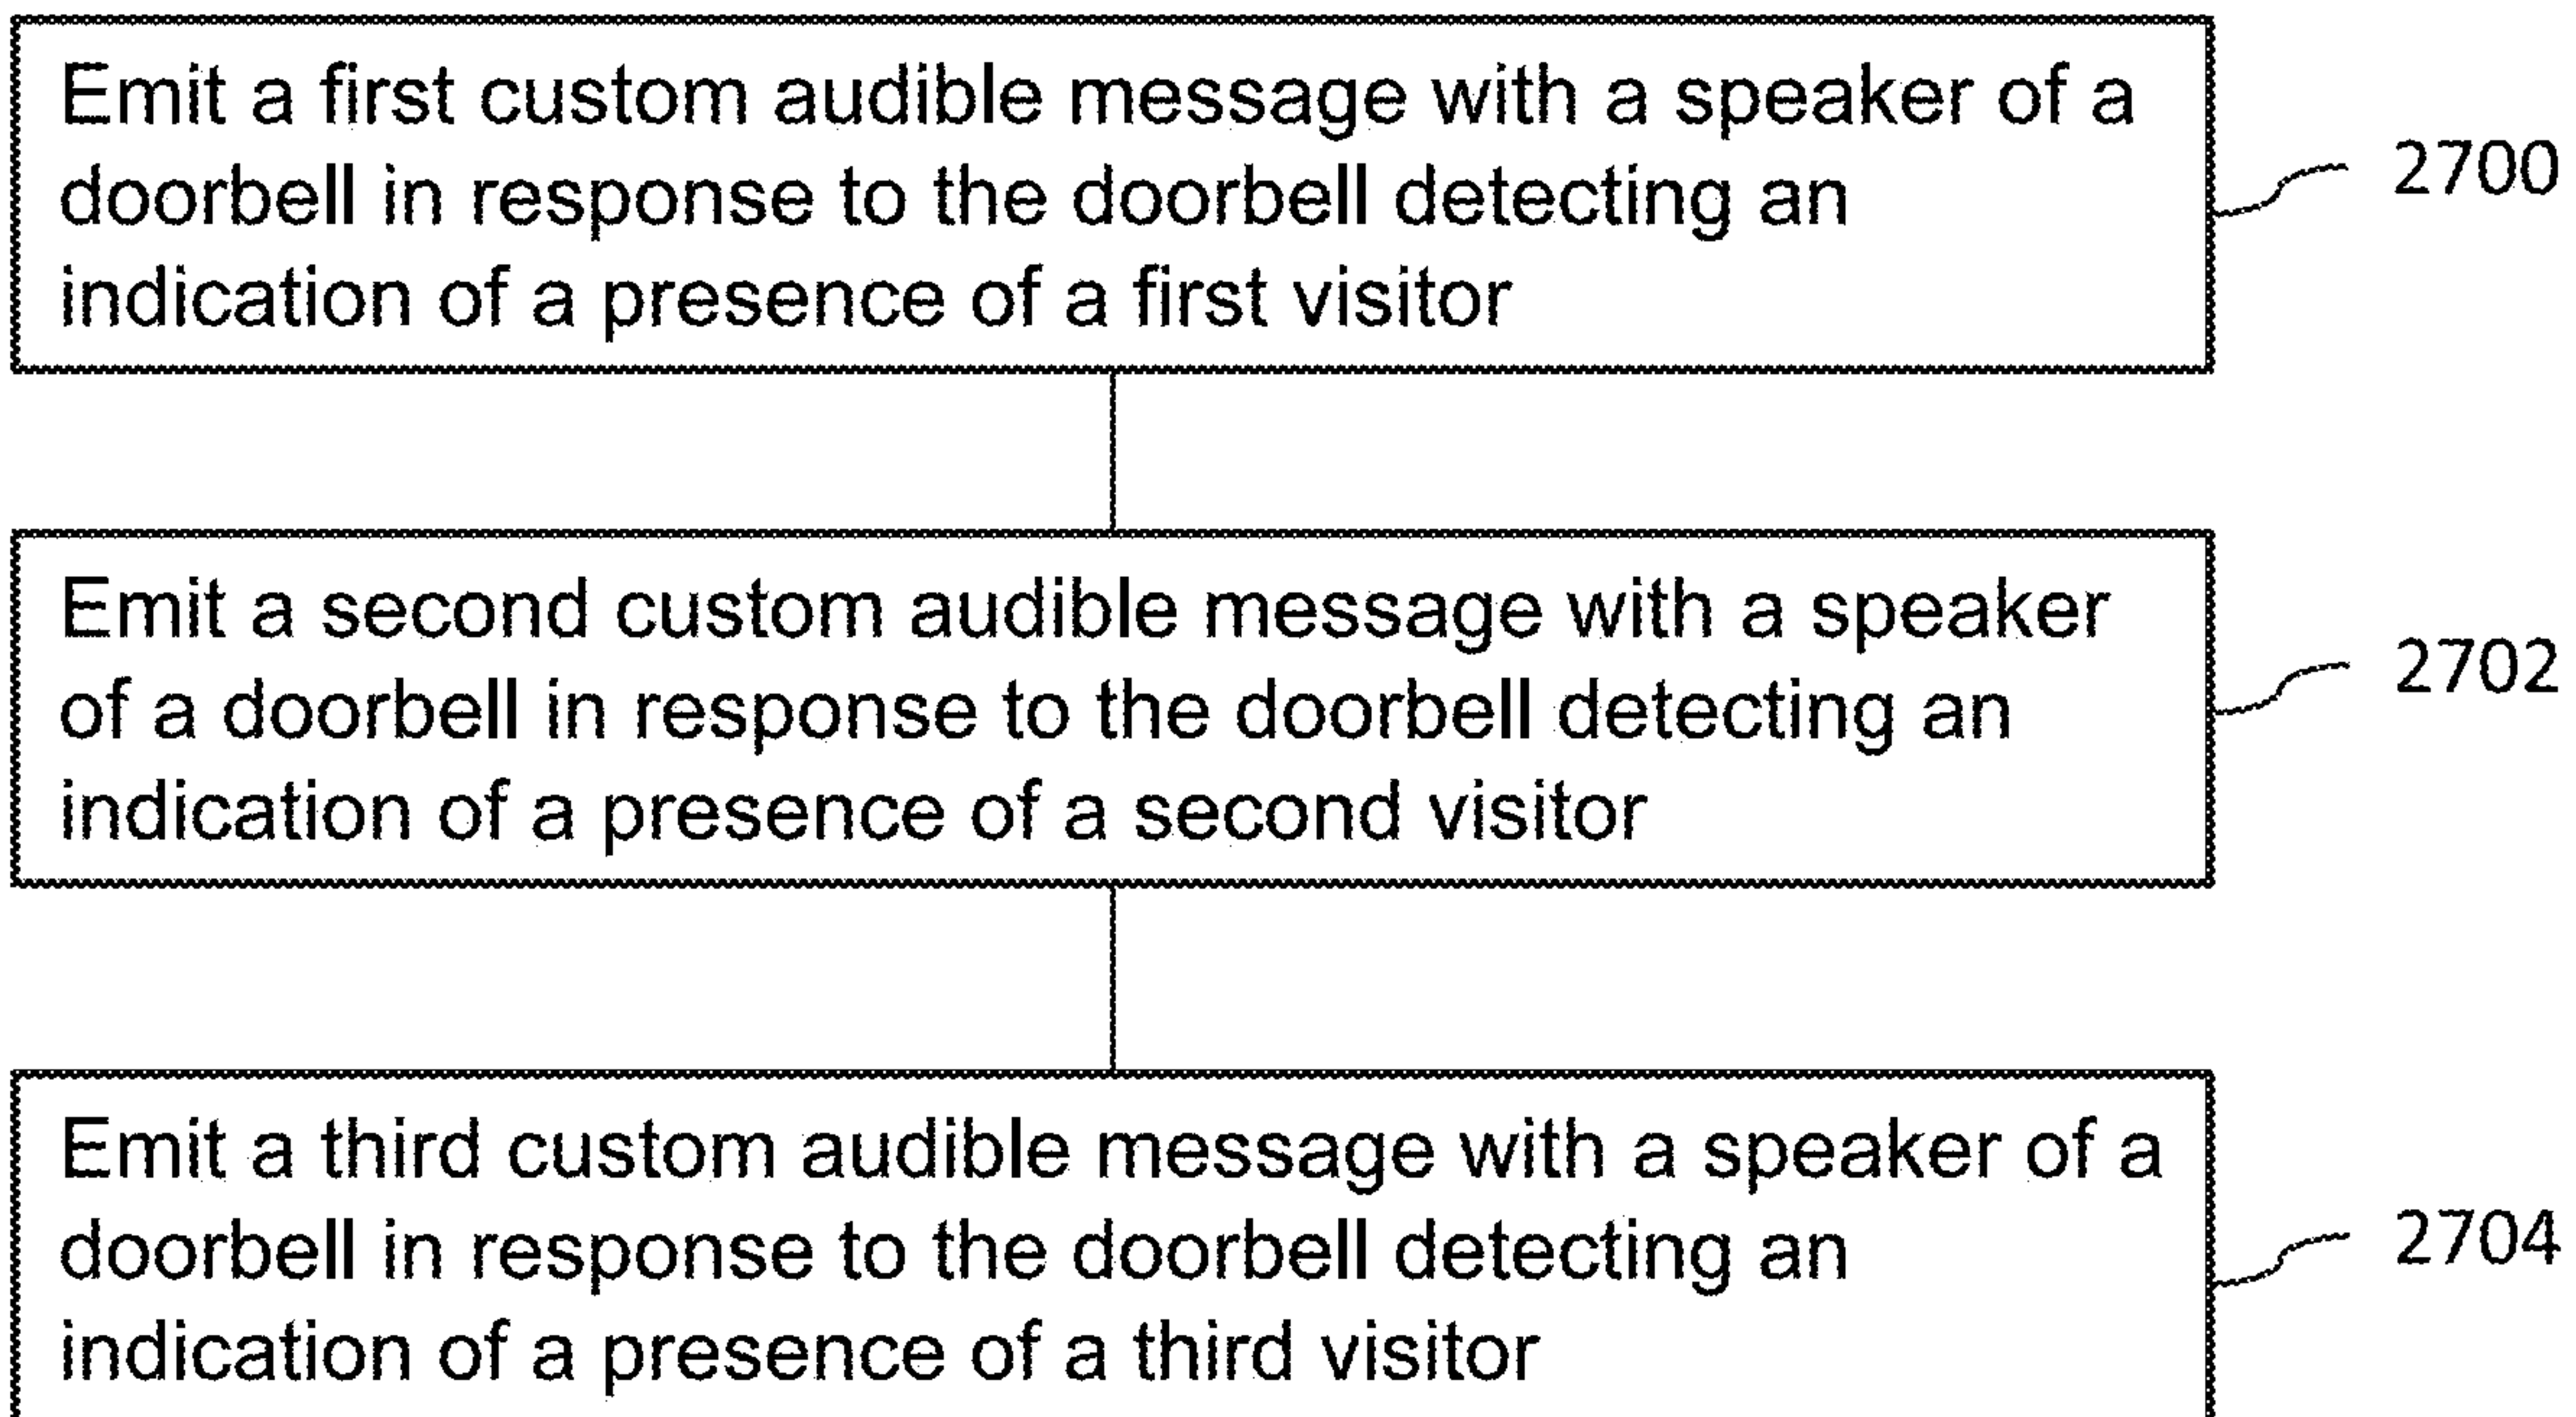 Emit a first custom audible message with a speaker of a
doorbell in response to the doorbell detecting an
indication of a presence of a first visitor
2700
Emit a second custom audible message with a speaker
of a doorbell in response to the doorbell detecting an
indication of a presence of a second visitor
2702
Emit a third custom audible message with a speaker of a
doorbell in response to the doorbell detecting an
indication of a presence of a third visitor
2704